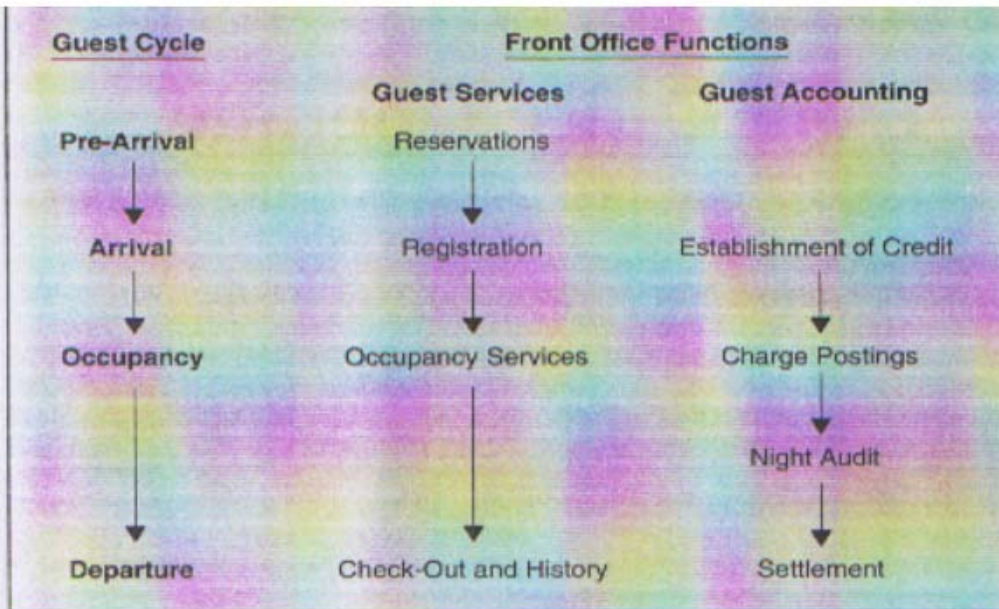 Guest Cycle
Front Office Functions
Guest Services
Guest Accounting
Pre-Arrival
Reservations
Arrival
Registration
Establishment of Credit
Occupancy
Occupancy Services
Charge Postings
Night Audit
Departure
Check-Out and History
Settlement